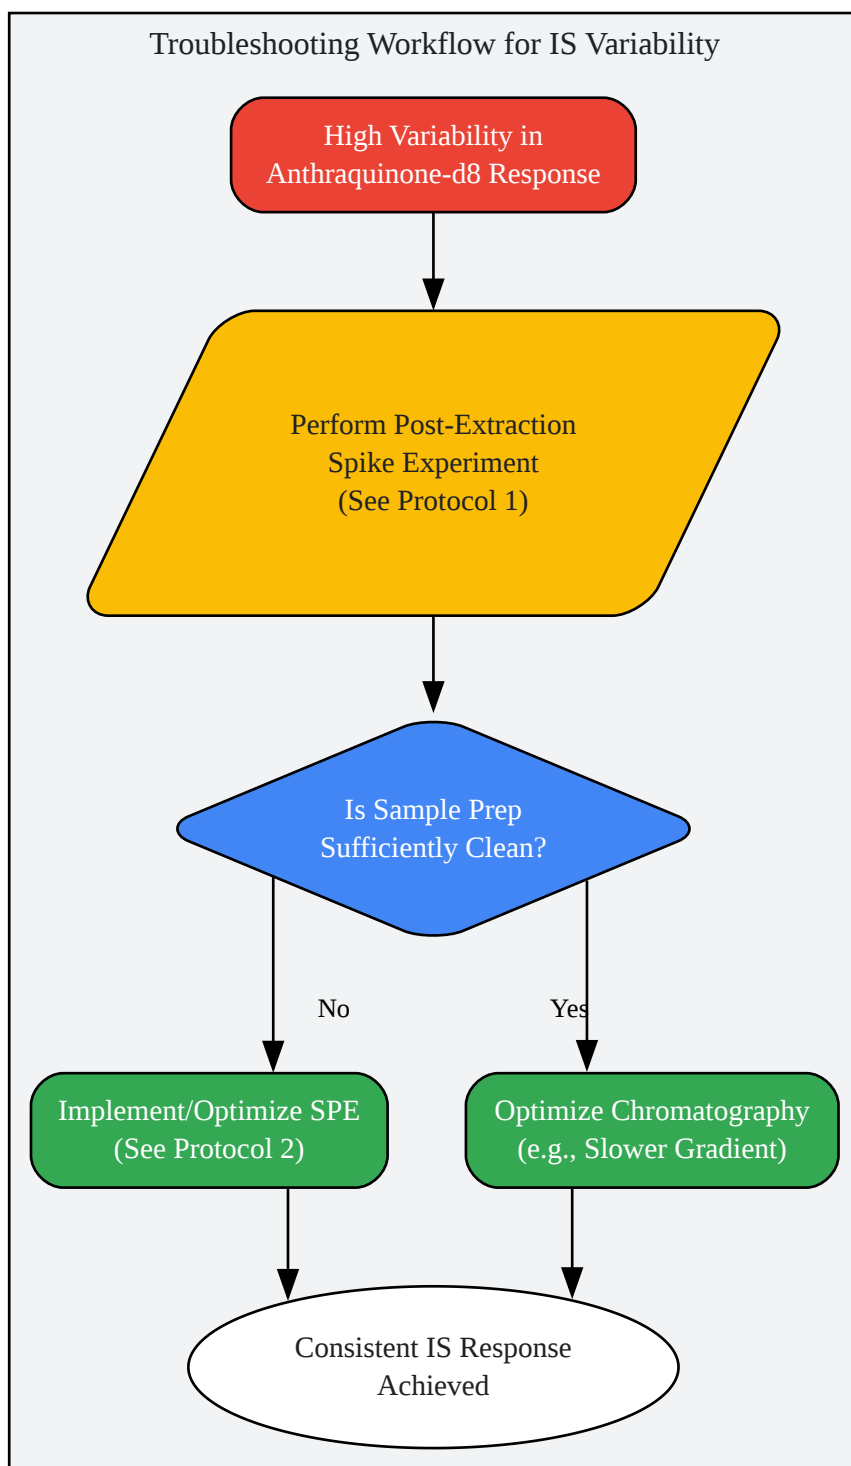 Troubleshooting Workflow for IS Variability
High Variability in
Anthraquinone-d8 Response
Perform Post-Extraction
Spike Experiment
(See Protocol 1)
Is Sample Prep
Sufficiently Clean?
No
Yes
Implement/Optimize SPE
(See Protocol 2)
Optimize Chromatography
(e.g., Slower Gradient)
Consistent IS Response
Achieved